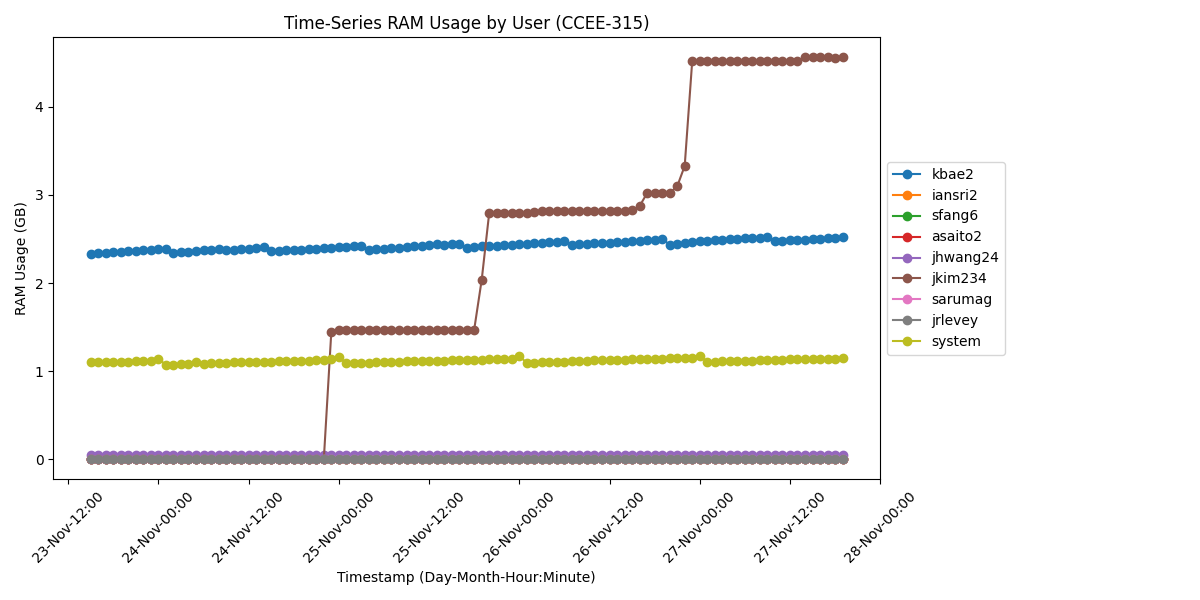 Time-Series RAM Usage by User (CCEE-315)
RAM Usage (GB)
4
3
2
1
0
23-Nov-12:00
24-Nov-00:00
24-Nov-12:00
25-Nov-00:00
25-Nov-12:00
26-Nov-00:00
26-Nov-12:00
27-Nov-00:00
27-Nov-12:00
28-Nov-00:00
Timestamp (Day-Month-Hour:Minute)
kbae2
iansri2
sfang6
asaito2
jhwang24
jkim234
sarumag
jrlevey
system